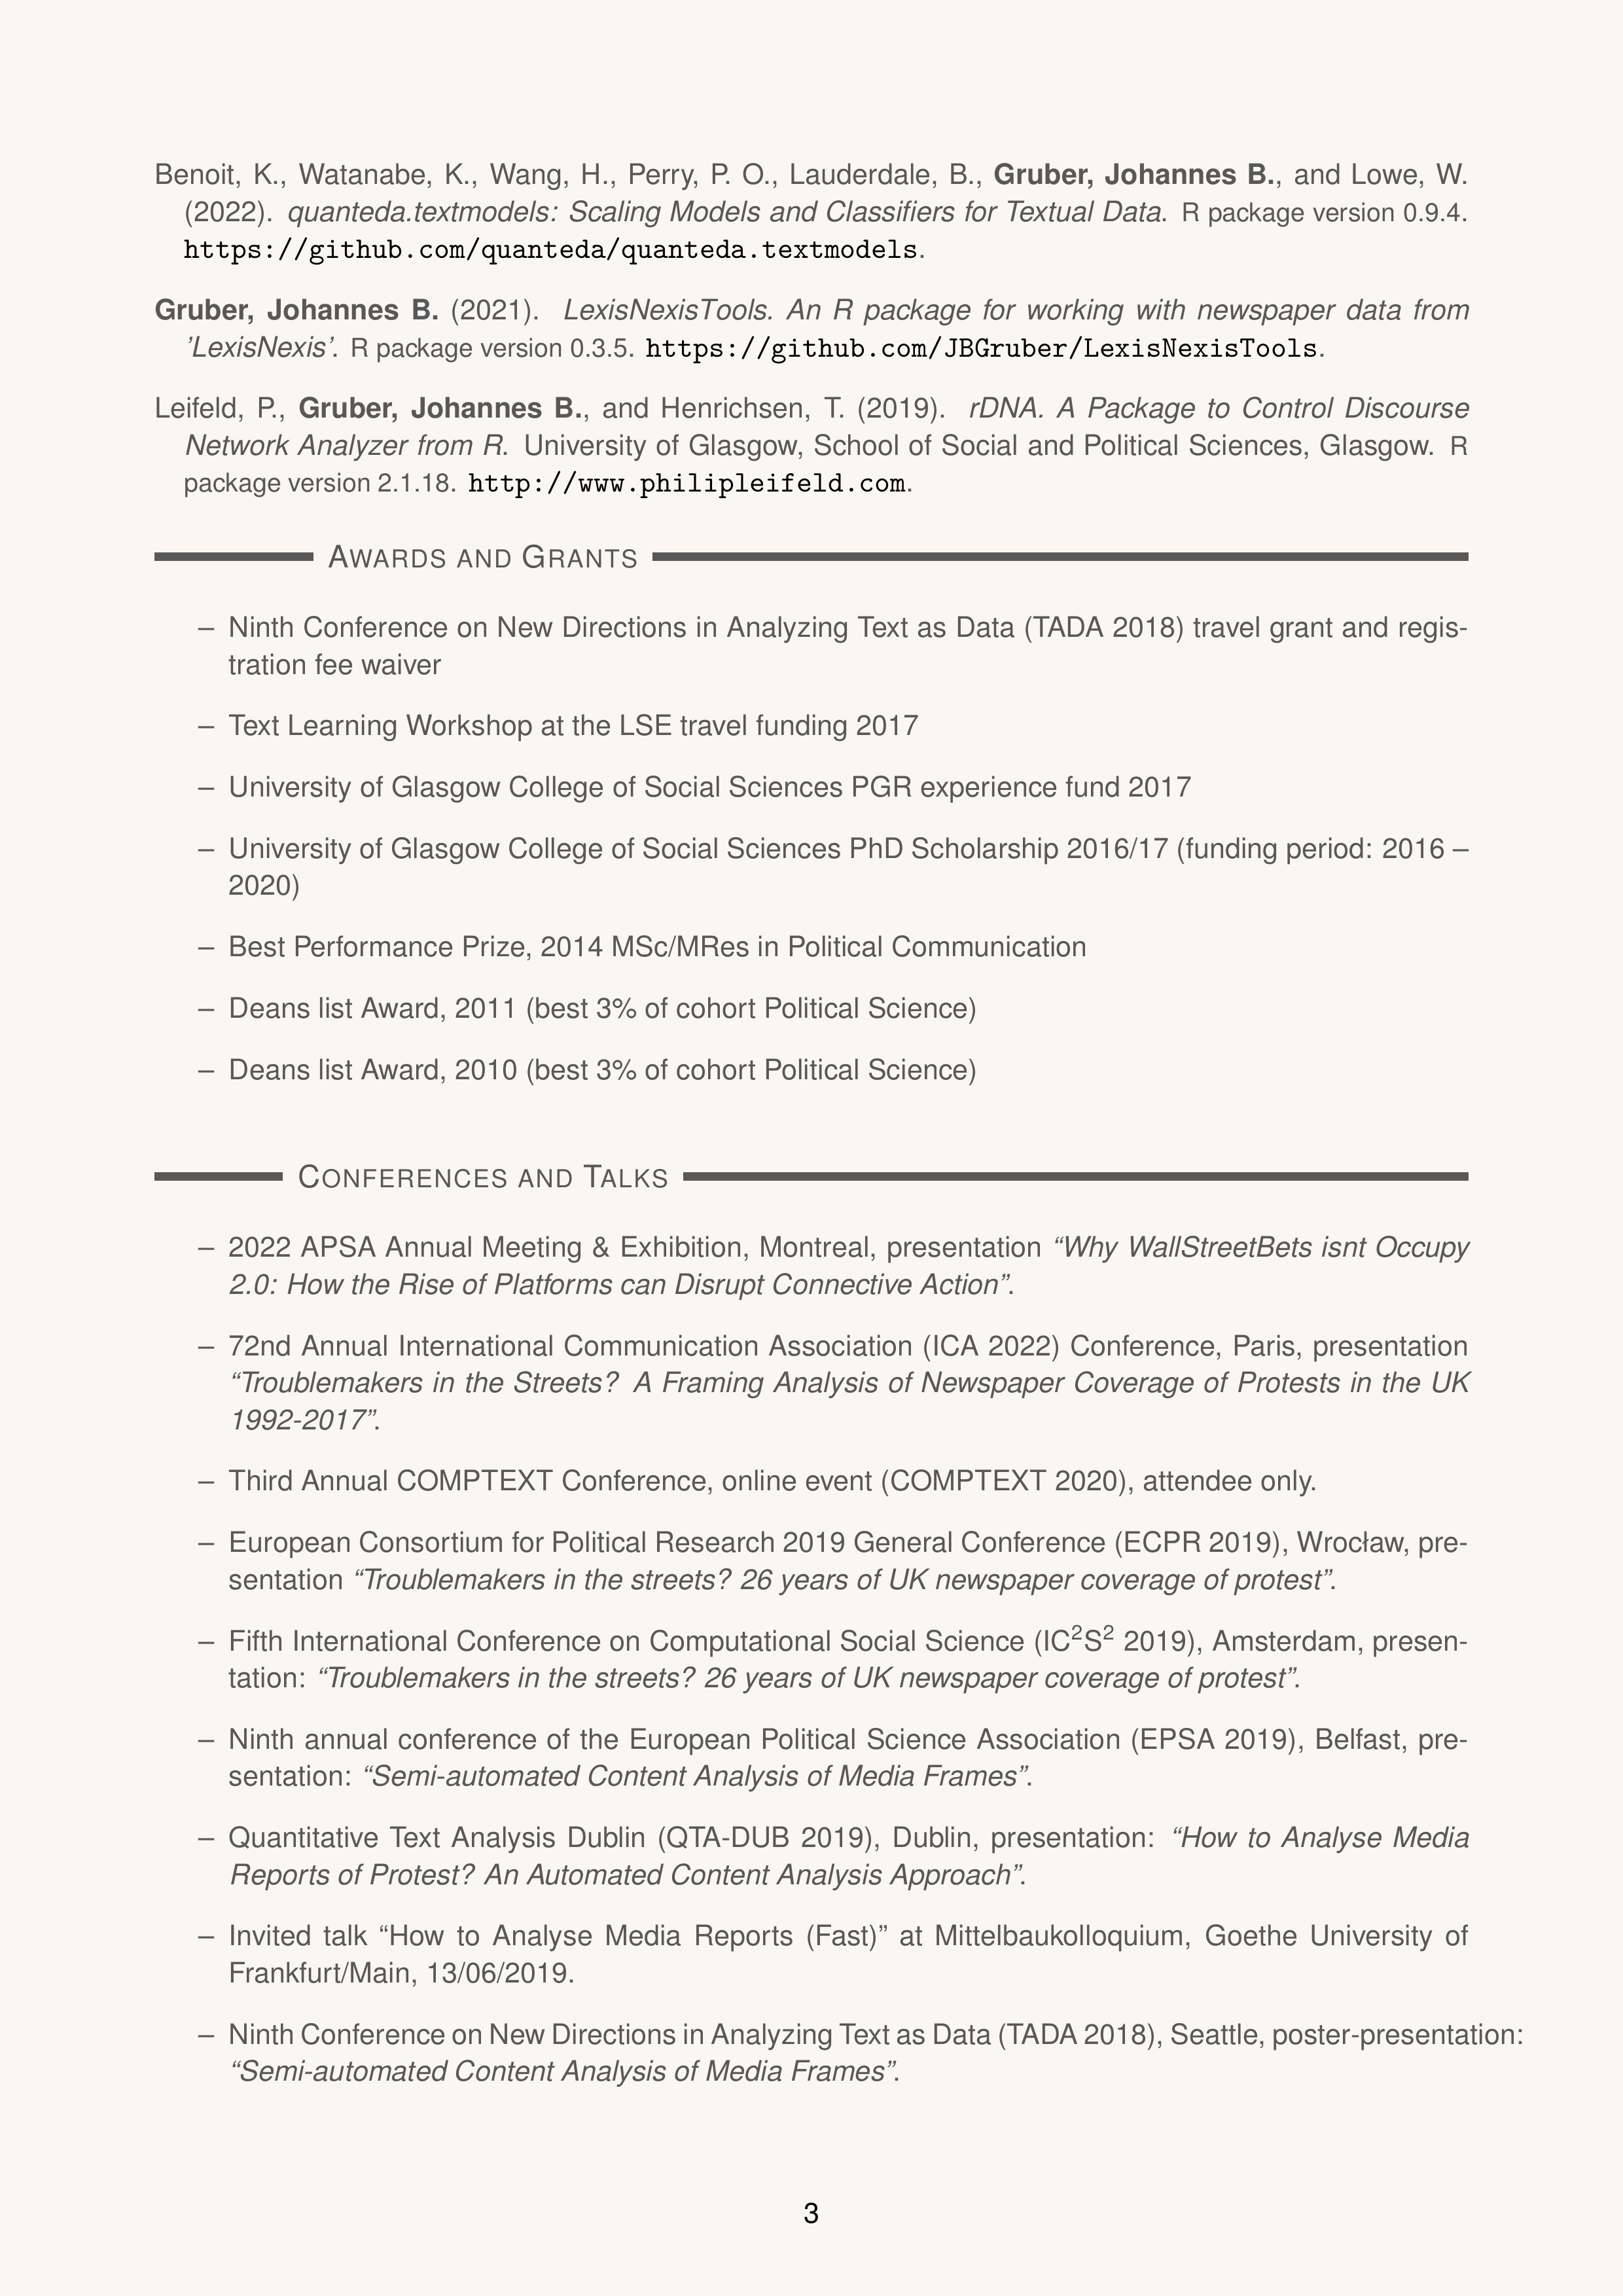 Benoit, K., Watanabe, K., Wang, H., Perry, P. O., Lauderdale, B., Gruber, Johannes B., and Lowe, W.
(2022). quanteda.textmodels: Scaling Models and Classifiers for Textual Data. R package version 0.9.4.
https://github.com/quanteda/quanteda.textmodels.
Gruber, Johannes B. (2021). LexisNexisTools. An R package for working with newspaper data from
’LexisNexis’. R package version 0.3.5. https://github.com/JBGruber/LexisNexisTools.
Leifeld, P., Gruber, Johannes B., and Henrichsen, T. (2019). rDNA. A Package to Control Discourse
Network Analyzer from R. University of Glasgow, School of Social and Political Sciences, Glasgow. R
package version 2.1.18. http://www.philipleifeld.com.
AWARDS AND GRANTS
– Ninth Conference on New Directions in Analyzing Text as Data (TADA 2018) travel grant and regis-
tration fee waiver
– Text Learning Workshop at the LSE travel funding 2017
– University of Glasgow College of Social Sciences PGR experience fund 2017
– University of Glasgow College of Social Sciences PhD Scholarship 2016/17 (funding period: 2016 –
2020)
– Best Performance Prize, 2014 MSc/MRes in Political Communication
– Deans list Award, 2011 (best 3% of cohort Political Science)
– Deans list Award, 2010 (best 3% of cohort Political Science)
CONFERENCES AND TALKS
– 2022 APSA Annual Meeting & Exhibition, Montreal, presentation “Why WallStreetBets isnt Occupy
2.0: How the Rise of Platforms can Disrupt Connective Action”.
– 72nd Annual International Communication Association (ICA 2022) Conference, Paris, presentation
“Troublemakers in the Streets? A Framing Analysis of Newspaper Coverage of Protests in the UK
1992-2017”.
– Third Annual COMPTEXT Conference, online event (COMPTEXT 2020), attendee only.
– European Consortium for Political Research 2019 General Conference (ECPR 2019), Wrocław, pre-
sentation “Troublemakers in the streets? 26 years of UK newspaper coverage of protest”.
– Fifth International Conference on Computational Social Science (IC²S² 2019), Amsterdam, presen-
tation: “Troublemakers in the streets? 26 years of UK newspaper coverage of protest”.
– Ninth annual conference of the European Political Science Association (EPSA 2019), Belfast, pre-
sentation: “Semi-automated Content Analysis of Media Frames”.
– Quantitative Text Analysis Dublin (QTA-DUB 2019), Dublin, presentation: “How to Analyse Media
Reports of Protest? An Automated Content Analysis Approach”.
– Invited talk “How to Analyse Media Reports (Fast)” at Mittelbaukolloquium, Goethe University of
Frankfurt/Main, 13/06/2019.
– Ninth Conference on New Directions in Analyzing Text as Data (TADA 2018), Seattle, poster-presentation:
“Semi-automated Content Analysis of Media Frames”.
3